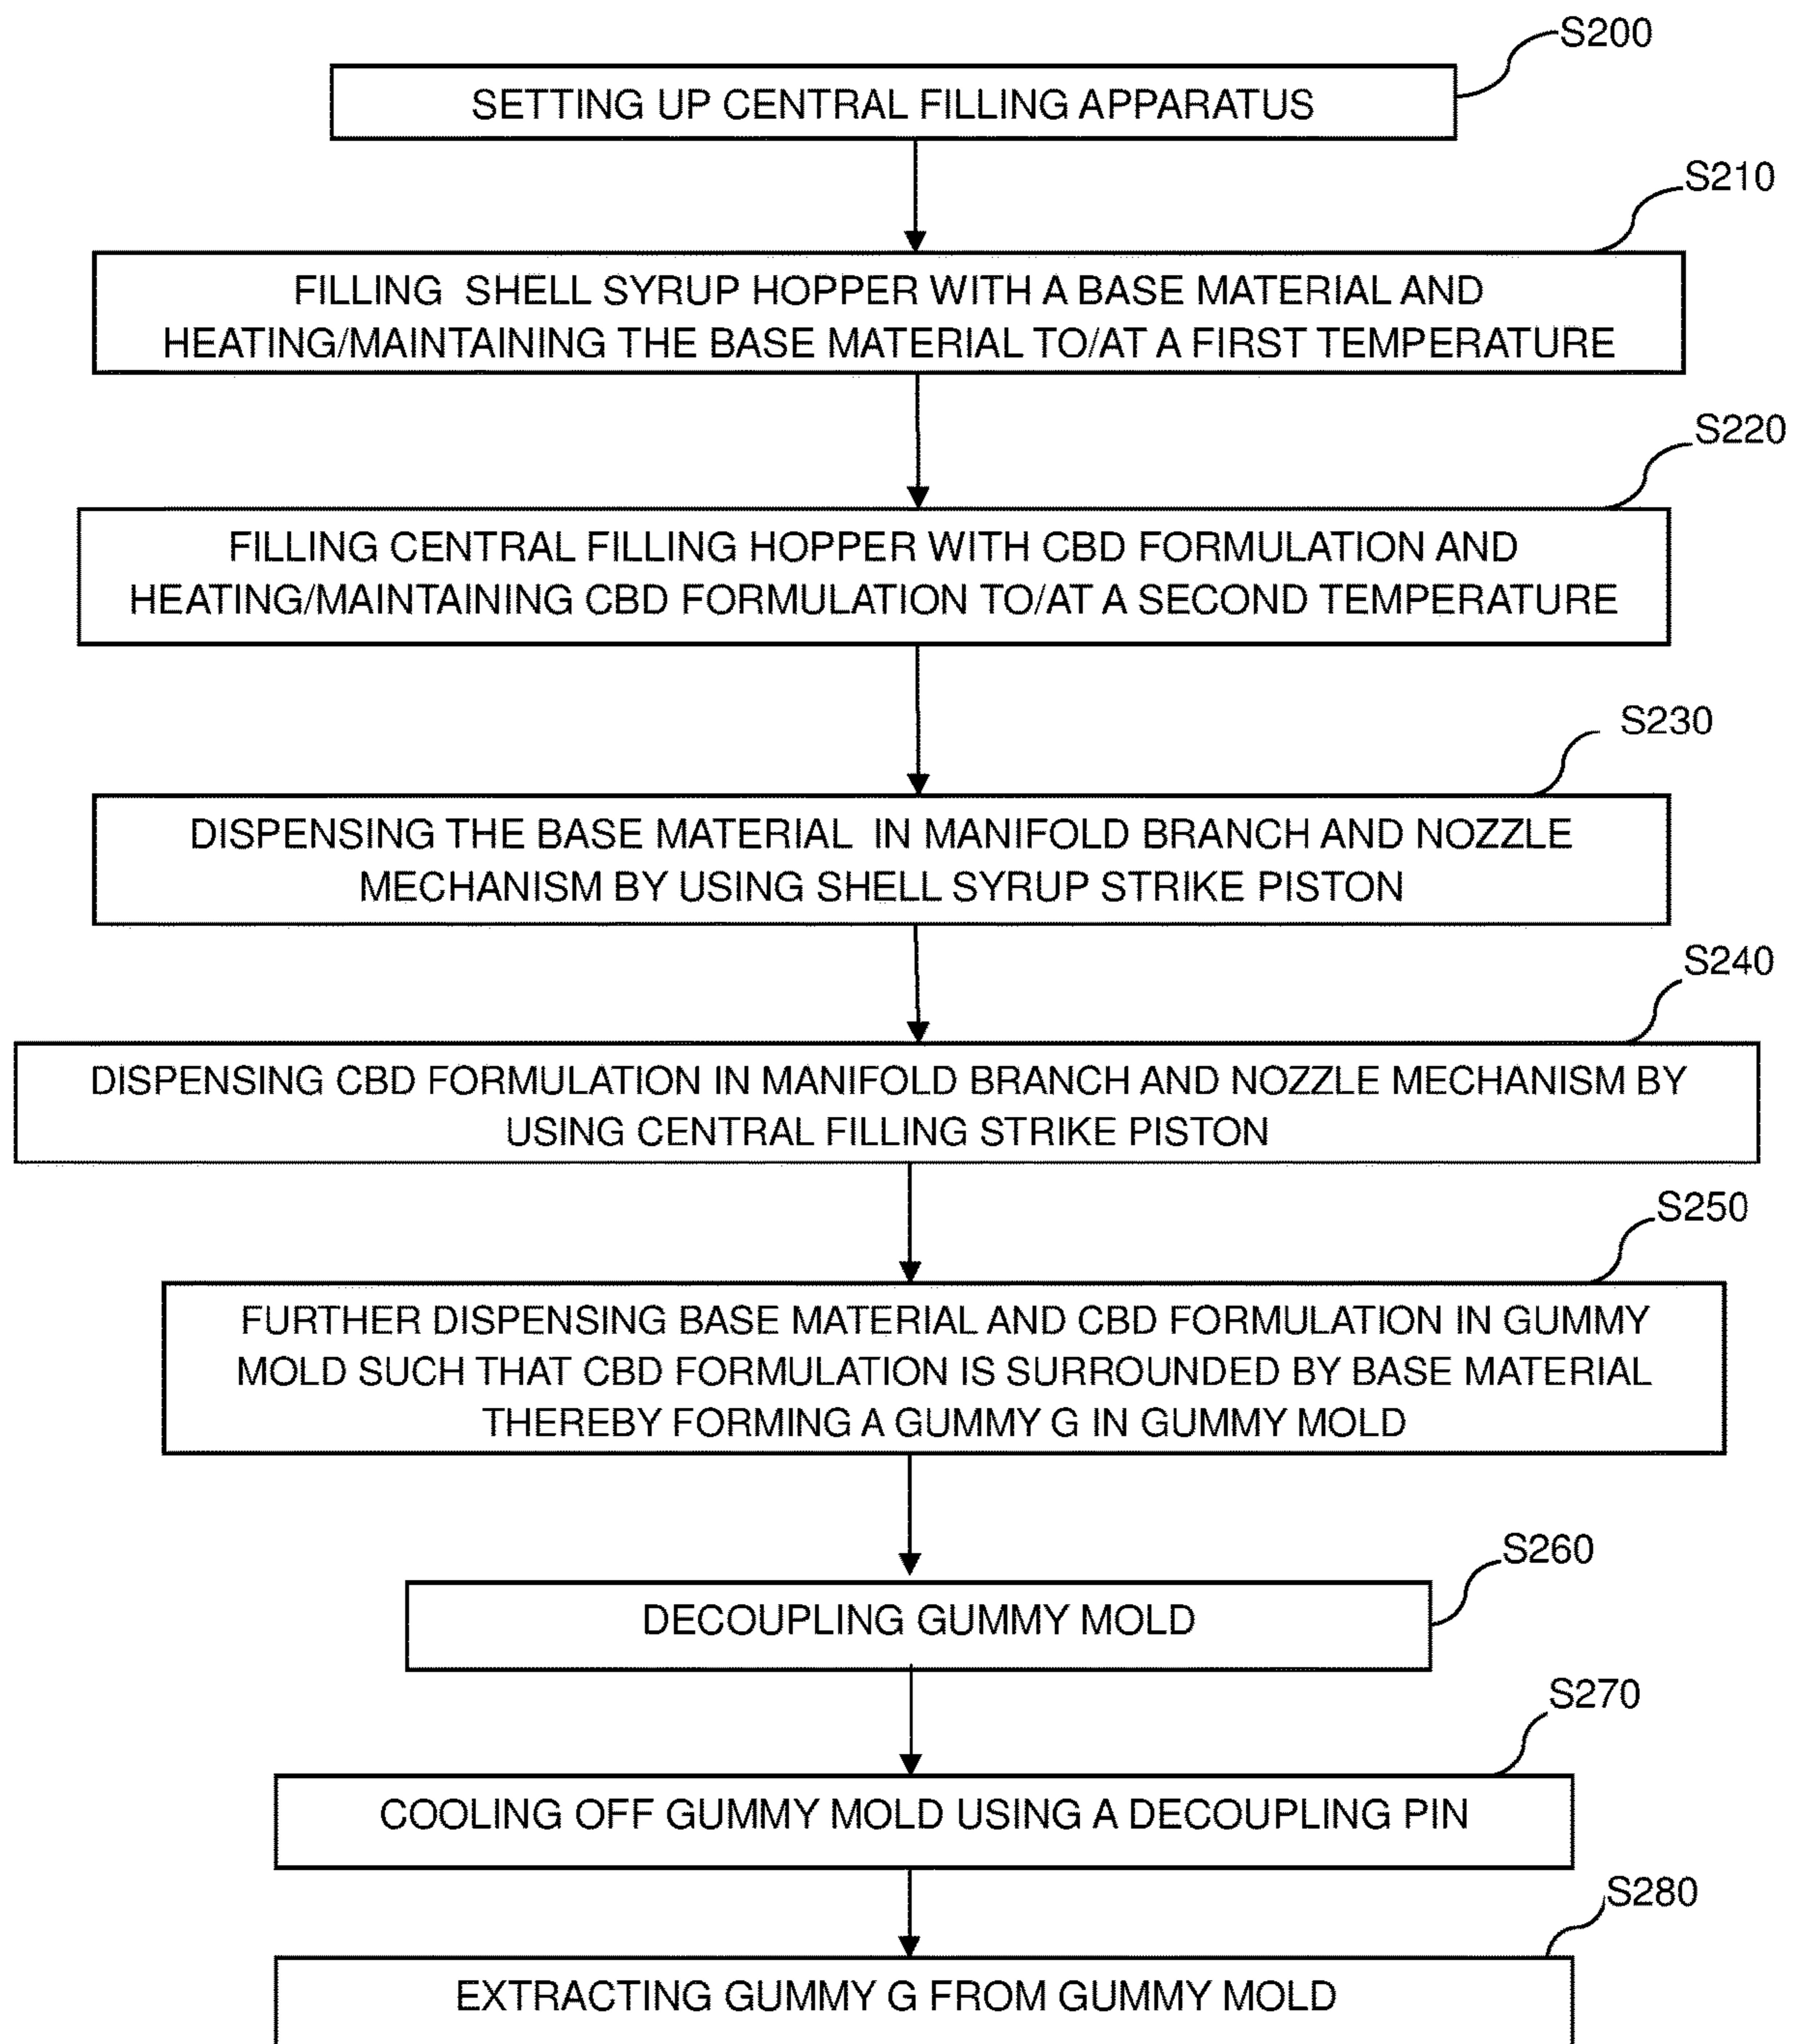 S200
SETTING UP CENTRAL FILLING APPARATUS
S210
FILLING SHELL SYRUP HOPPER WITH A BASE MATERIAL AND
HEATING/MAINTAINING THE BASE MATERIAL TO/AT A FIRST TEMPERATURE
S220
FILLING CENTRAL FILLING HOPPER WITH CBD FORMULATION AND
HEATING/MAINTAINING CBD FORMULATION TO/AT A SECOND TEMPERATURE
S230
DISPENSING THE BASE MATERIAL IN MANIFOLD BRANCH AND NOZZLE
MECHANISM BY USING SHELL SYRUP STRIKE PISTON
S240
DISPENSING CBD FORMULATION IN MANIFOLD BRANCH AND NOZZLE MECHANISM BY
USING CENTRAL FILLING STRIKE PISTON
S250
FURTHER DISPENSING BASE MATERIAL AND CBD FORMULATION IN GUMMY
MOLD SUCH THAT CBD FORMULATION IS SURROUNDED BY BASE MATERIAL
THEREBY FORMING A GUMMY G IN GUMMY MOLD
S260
DECOUPLING GUMMY MOLD
S270
COOLING OFF GUMMY MOLD USING A DECOUPLING PIN
S280
EXTRACTING GUMMY G FROM GUMMY MOLD